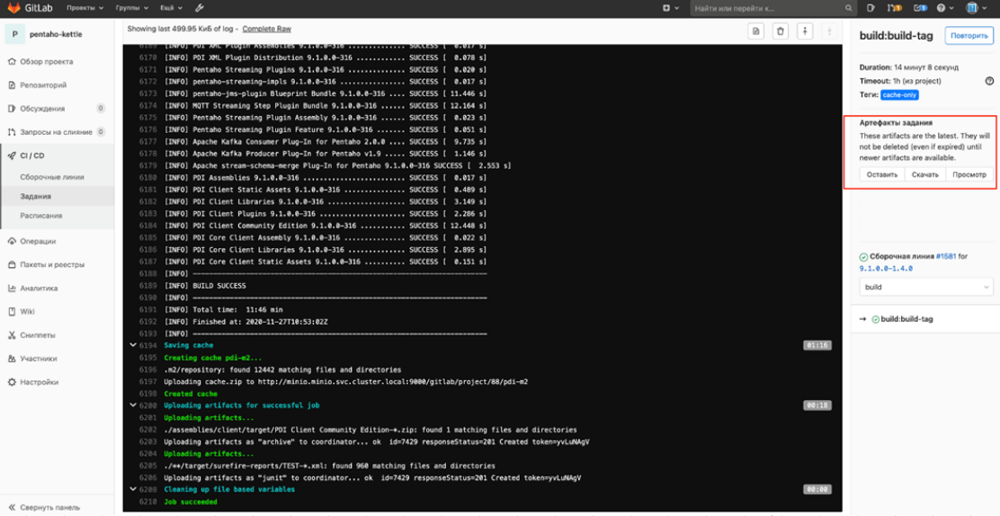 GitLab Проекты Группы Ещё Найти или перейти к...
P pentaho-kettle
Обзор проекта
Репозиторий
Обсуждения 0
Запросы на слияние 0
CI / CD
Сборочные линии
Задания
Расписания
Операции
Пакеты и реестры
Аналитика
Wiki
Сниппеты
Участники
Настройки
Свернуть панель
Showing last 499.95 КиБ of log - Complete Raw
6169 [INFO] PDI XML Plugin Assemblies 9.1.0.0-316 ............. SUCCESS [  0.017 s]
6170 [INFO] PDI XML Plugin Distribution 9.1.0.0-316 ............ SUCCESS [  0.078 s]
6171 [INFO] Pentaho Streaming Plugins 9.1.0.0-316 .............. SUCCESS [  0.020 s]
6172 [INFO] pentaho-streaming-impls 9.1.0.0-316 ................ SUCCESS [  0.017 s]
6173 [INFO] pentaho-jms-plugin Blueprint Bundle 9.1.0.0-316 .... SUCCESS [ 11.446 s]
6174 [INFO] MQTT Streaming Step Plugin Bundle 9.1.0.0-316 ...... SUCCESS [ 12.164 s]
6175 [INFO] Pentaho Streaming Plugin Assembly 9.1.0.0-316 ...... SUCCESS [  0.023 s]
6176 [INFO] Pentaho Streaming Plugin Feature 9.1.0.0-316 ....... SUCCESS [  0.051 s]
6177 [INFO] Apache Kafka Consumer Plug-In for Pentaho 2.0.0 .... SUCCESS [  9.735 s]
6178 [INFO] Apache Kafka Producer Plug-In for Pentaho v1.9 ..... SUCCESS [  1.146 s]
6179 [INFO] Apache stream-schema-merge Plug-In for Pentaho 9.1.0.0-316 SUCCESS [  2.553 s]
6180 [INFO] PDI Assemblies 9.1.0.0-316 ......................... SUCCESS [  0.017 s]
6181 [INFO] PDI Client Static Assets 9.1.0.0-316 ............... SUCCESS [  0.489 s]
6182 [INFO] PDI Client Libraries 9.1.0.0-316 ................... SUCCESS [  3.149 s]
6183 [INFO] PDI Client Plugins 9.1.0.0-316 ..................... SUCCESS [  2.286 s]
6184 [INFO] PDI Client Community Edition 9.1.0.0-316 ........... SUCCESS [ 12.448 s]
6185 [INFO] PDI Core Client Assembly 9.1.0.0-316 ............... SUCCESS [  0.022 s]
6186 [INFO] PDI Core Client Libraries 9.1.0.0-316 .............. SUCCESS [  2.895 s]
6187 [INFO] PDI Core Client Static Assets 9.1.0.0-316 .......... SUCCESS [  0.151 s]
6188 [INFO] ------------------------------------------------------------------------
6189 [INFO] BUILD SUCCESS
6190 [INFO] ------------------------------------------------------------------------
6191 [INFO] Total time:  11:46 min
6192 [INFO] Finished at: 2020-11-27T10:53:02Z
6193 [INFO] ------------------------------------------------------------------------
6194 Saving cache 01:16
6195 Creating cache pdi-m2...
6196 .m2/repository: found 12442 matching files and directories
6197 Uploading cache.zip to http://minio.minio.svc.cluster.local:9000/gitlab/project/88/pdi-m2
6198 Created cache
6200 Uploading artifacts for successful job 00:18
6201 Uploading artifacts...
6202 ./assemblies/client/target/PDI Client Community Edition-*.zip: found 1 matching files and directories
6203 Uploading artifacts as "archive" to coordinator... ok  id=7429 responseStatus=201 Created token=yvLuNAgV
6204 Uploading artifacts...
6205 ./**/target/surefire-reports/TEST-*.xml: found 960 matching files and directories
6206 Uploading artifacts as "junit" to coordinator... ok  id=7429 responseStatus=201 Created token=yvLuNAgV
6208 Cleaning up file based variables 00:00
6210 Job succeeded
build:build-tag Повторить
Duration: 14 минут 8 секунд
Timeout: 1h (из project)
Теги: cache-only
Артефакты задания
These artifacts are the latest. They will
not be deleted (even if expired) until
newer artifacts are available.
Оставить Скачать Просмотр
Сборочная линия #1581 for
9.1.0.0-1.4.0
build
→ build:build-tag